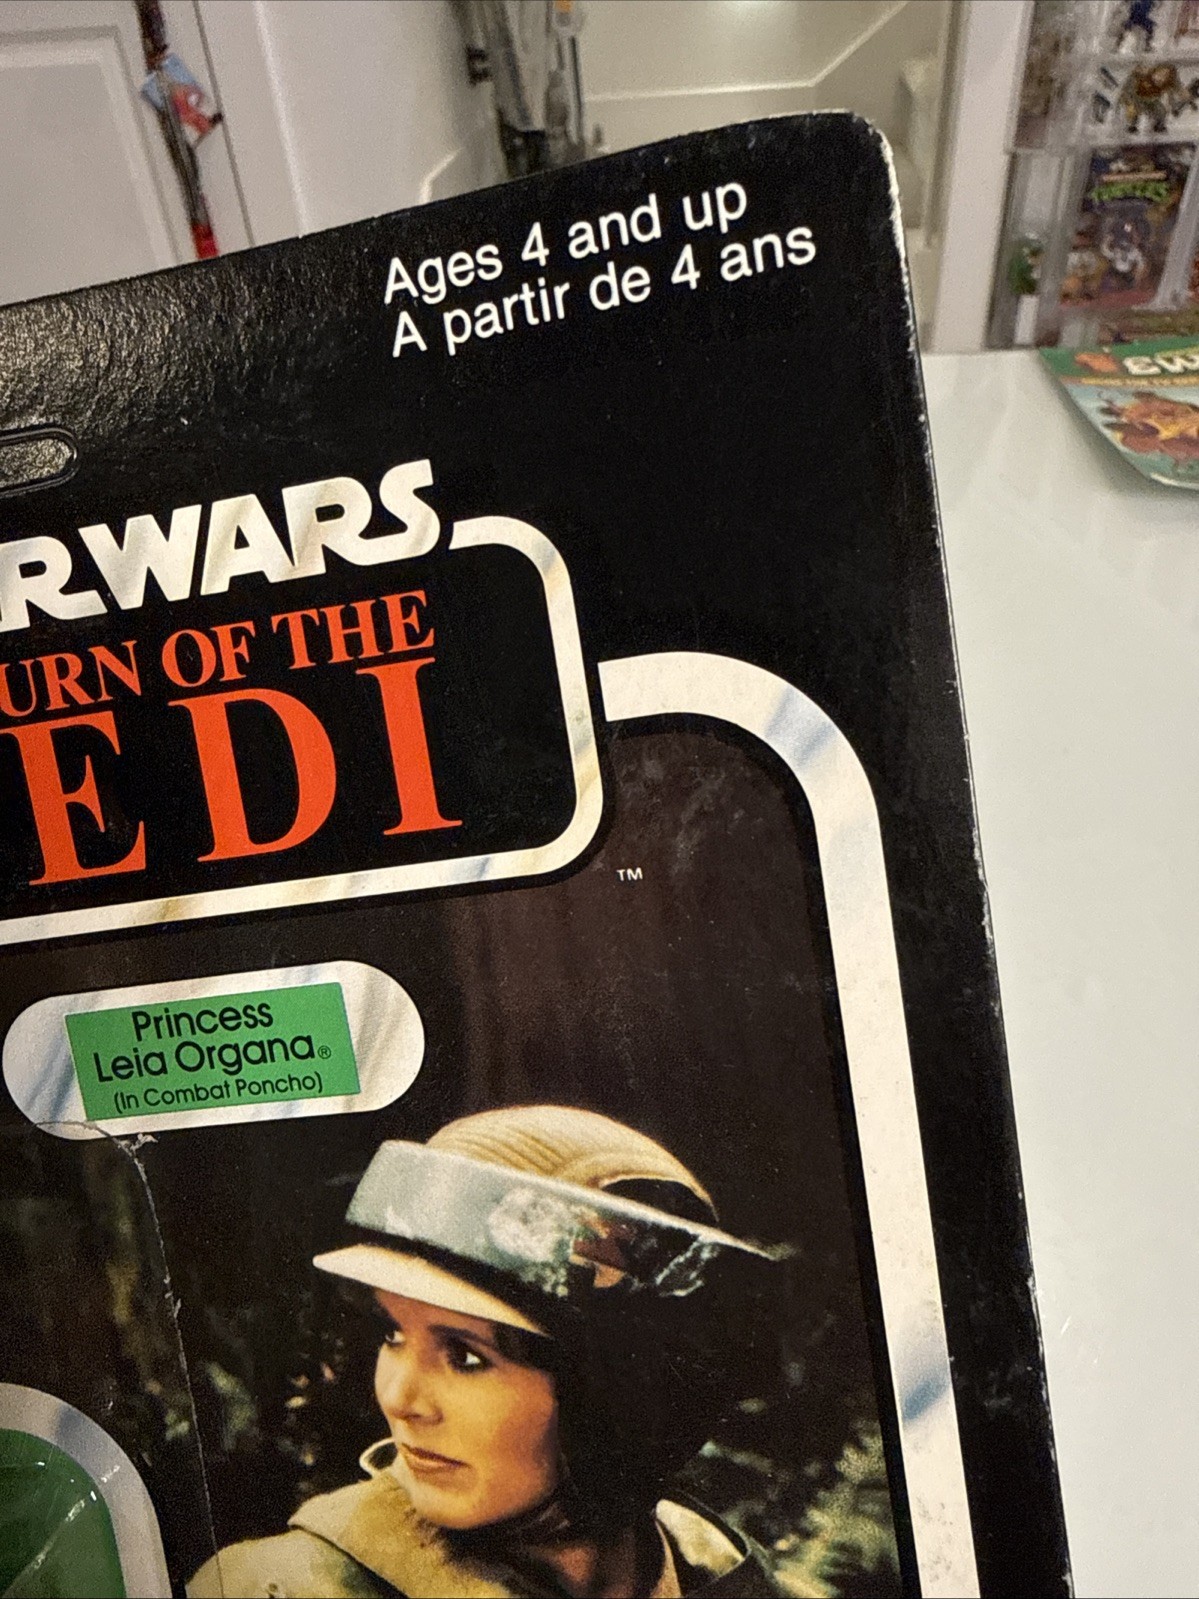 Ages 4 and up
A partir de 4 ans
RWARS
URN OF THE
EDI
TM
Princess
Leia Organa®
(In Combat Poncho)
TURTLES